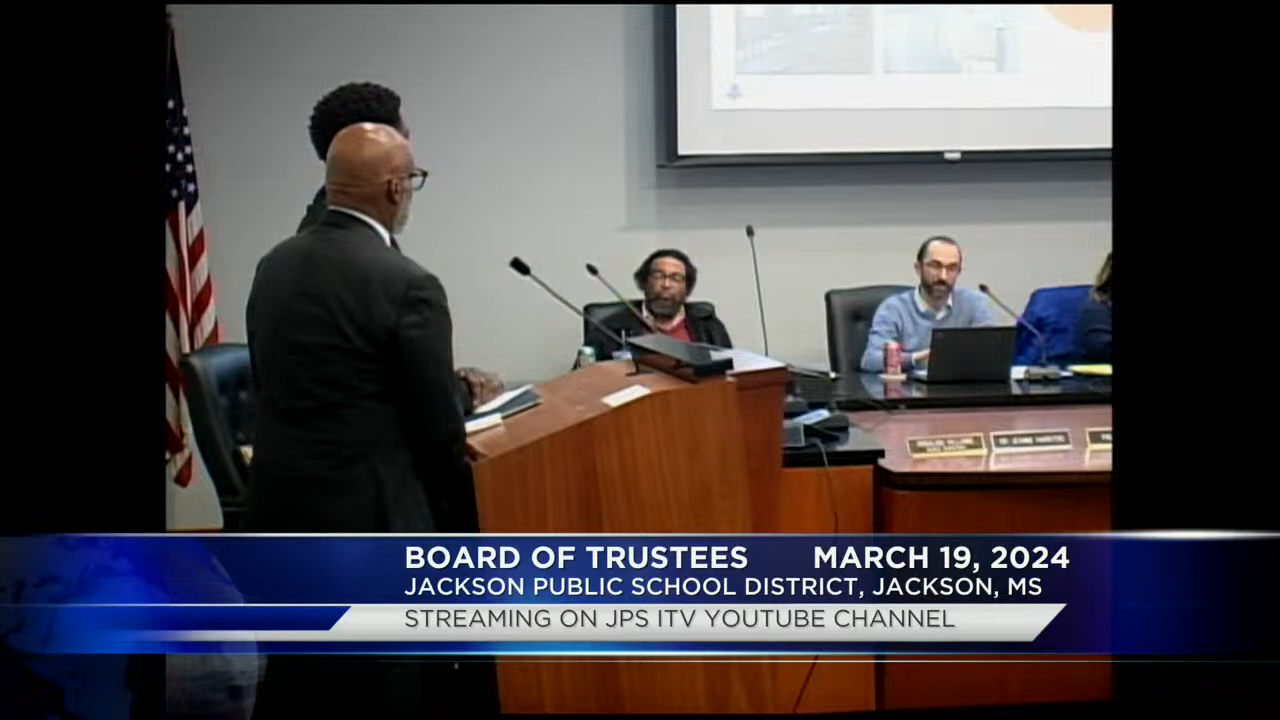 BOARD OF TRUSTEES MARCH 19, 2024
JACKSON PUBLIC SCHOOL DISTRICT, JACKSON, MS
STREAMING ON JPS ITV YOUTUBE CHANNEL